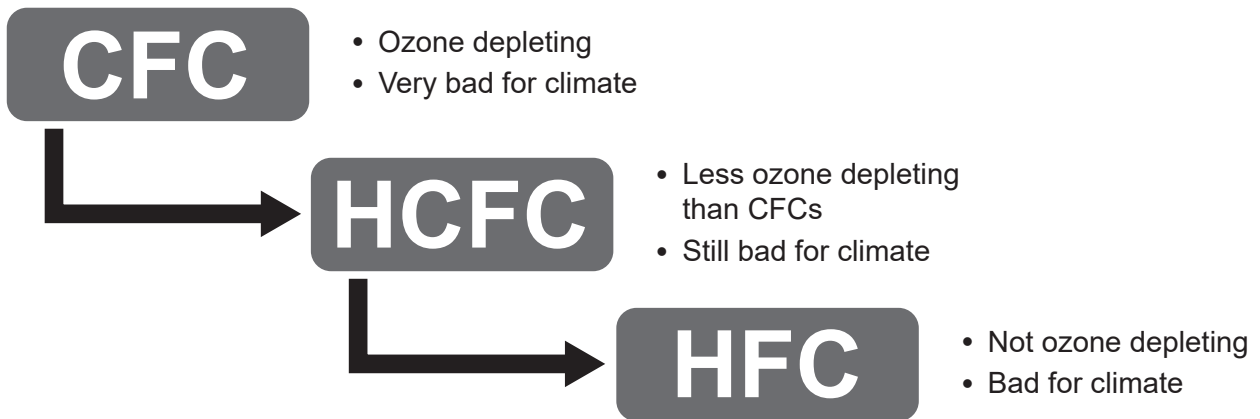 CFC
• Ozone depleting
• Very bad for climate
HCFC
• Less ozone depleting
than CFCs
• Still bad for climate
HFC
• Not ozone depleting
• Bad for climate